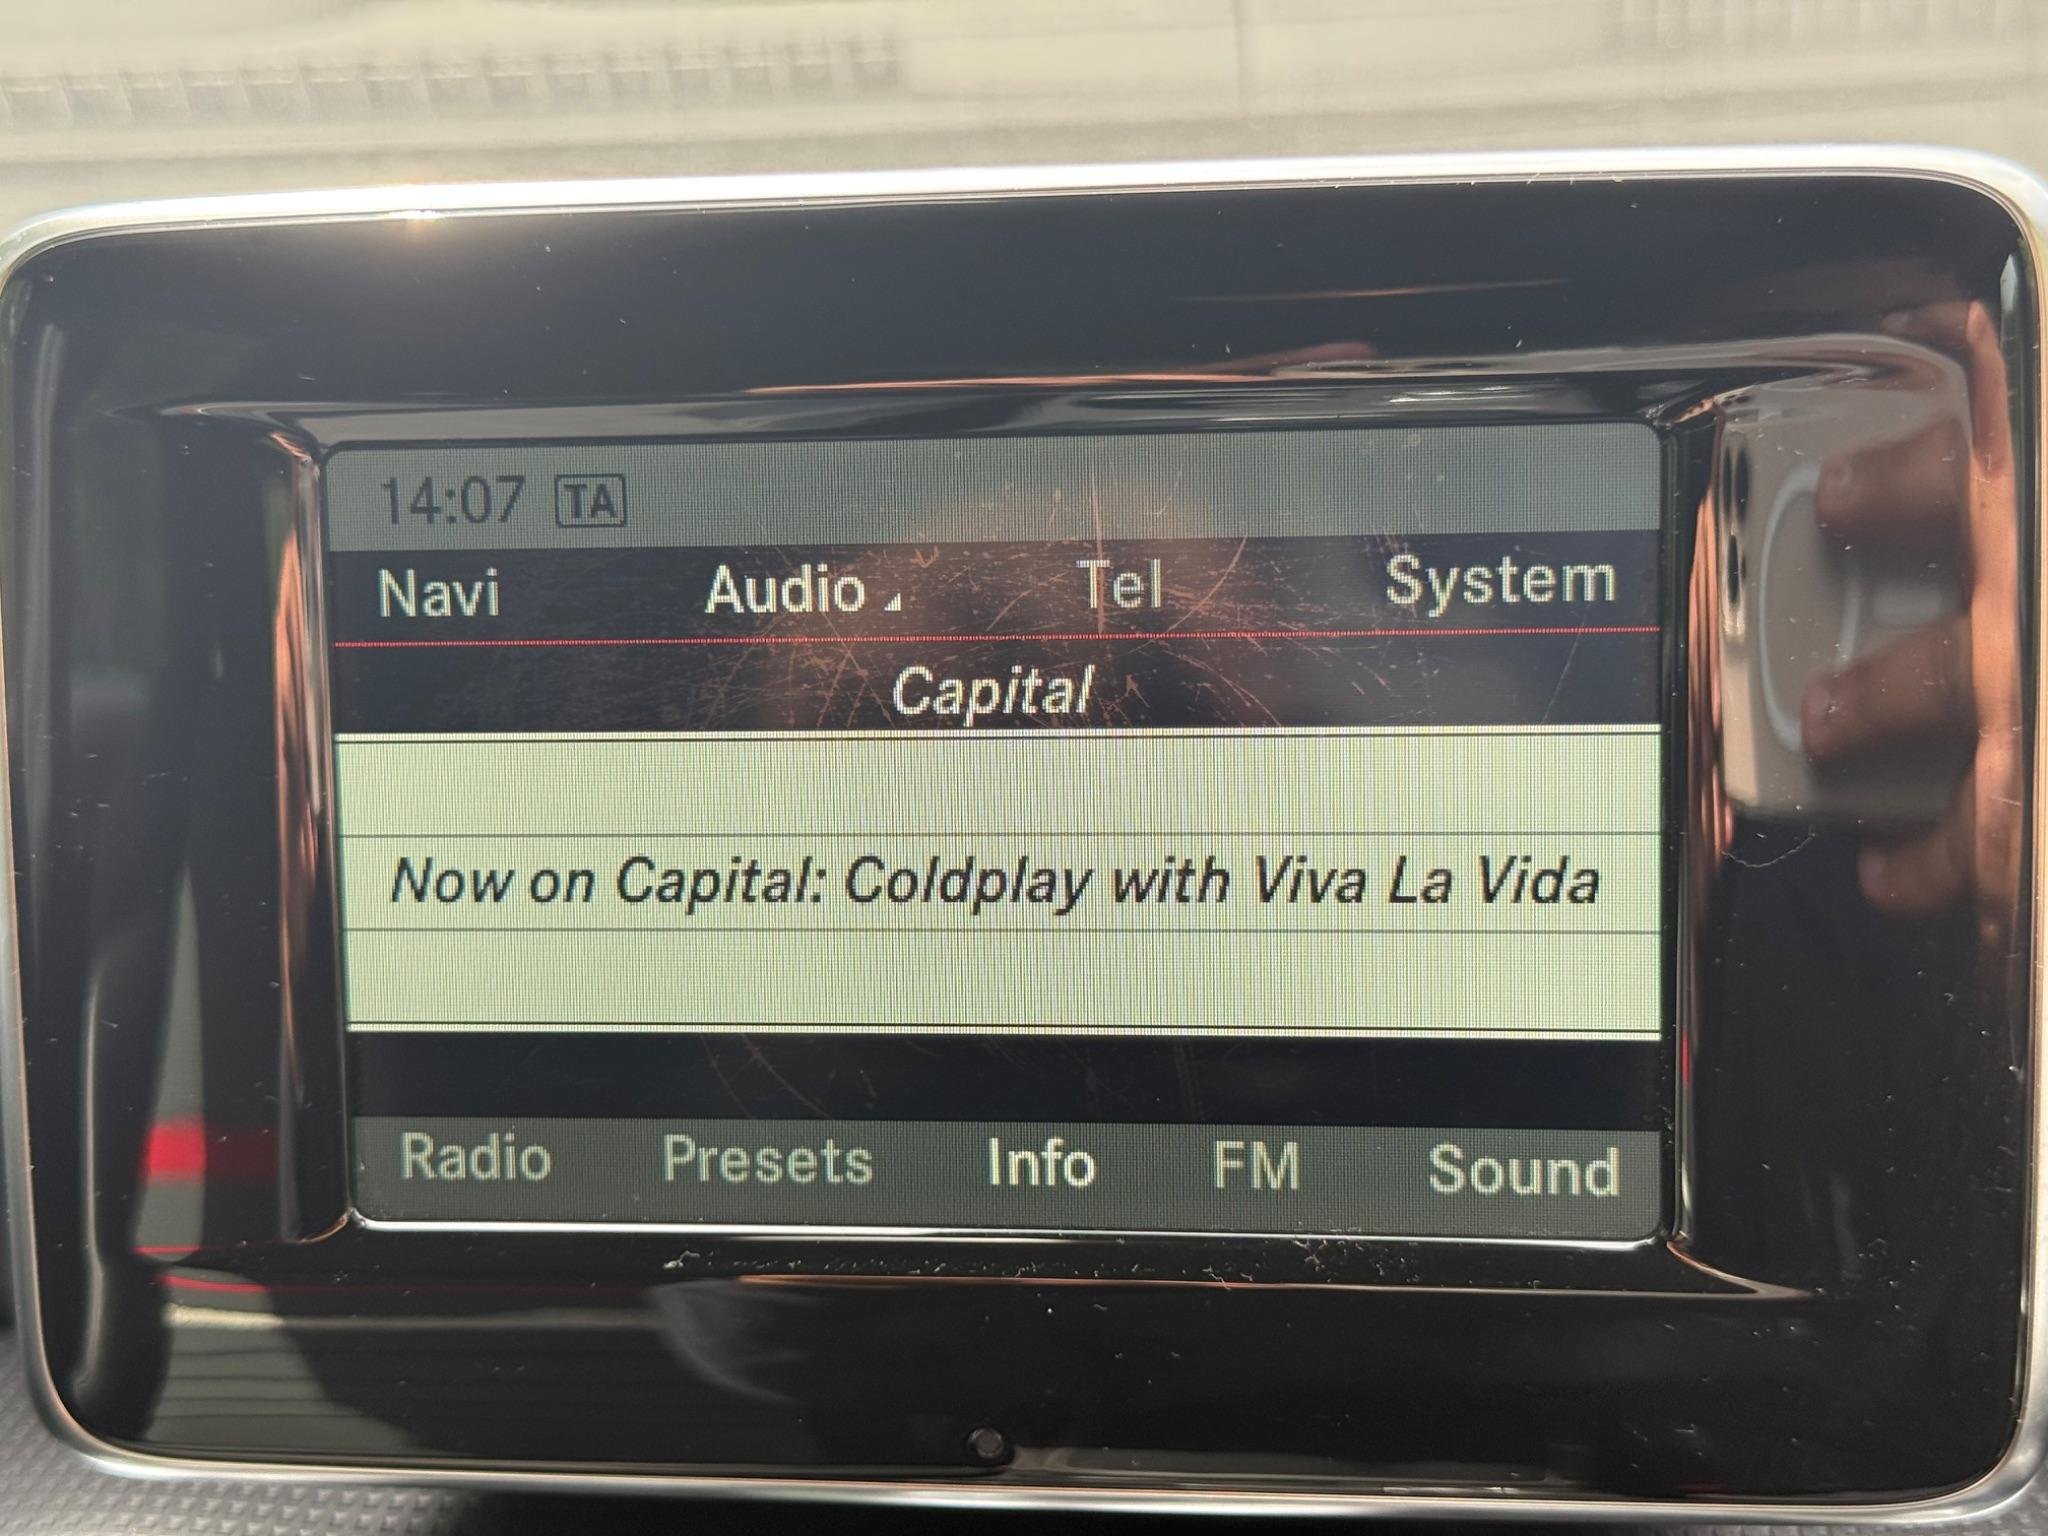 14:07 TA
Navi Audio Tel System
Capital
Now on Capital: Coldplay with Viva La Vida
Radio Presets Info FM Sound